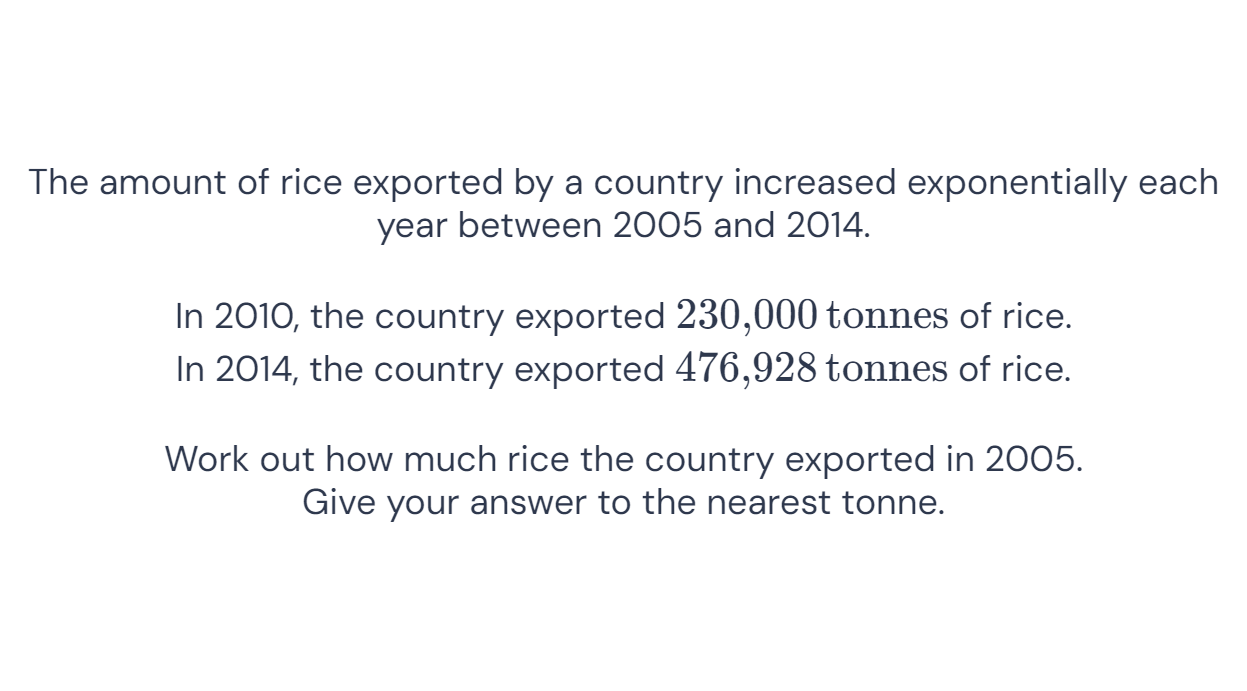 The amount of rice exported by a country increased exponentially each
year between 2005 and 2014.
In 2010, the country exported 230,000 tonnes of rice.
In 2014, the country exported 476,928 tonnes of rice.
Work out how much rice the country exported in 2005.
Give your answer to the nearest tonne.